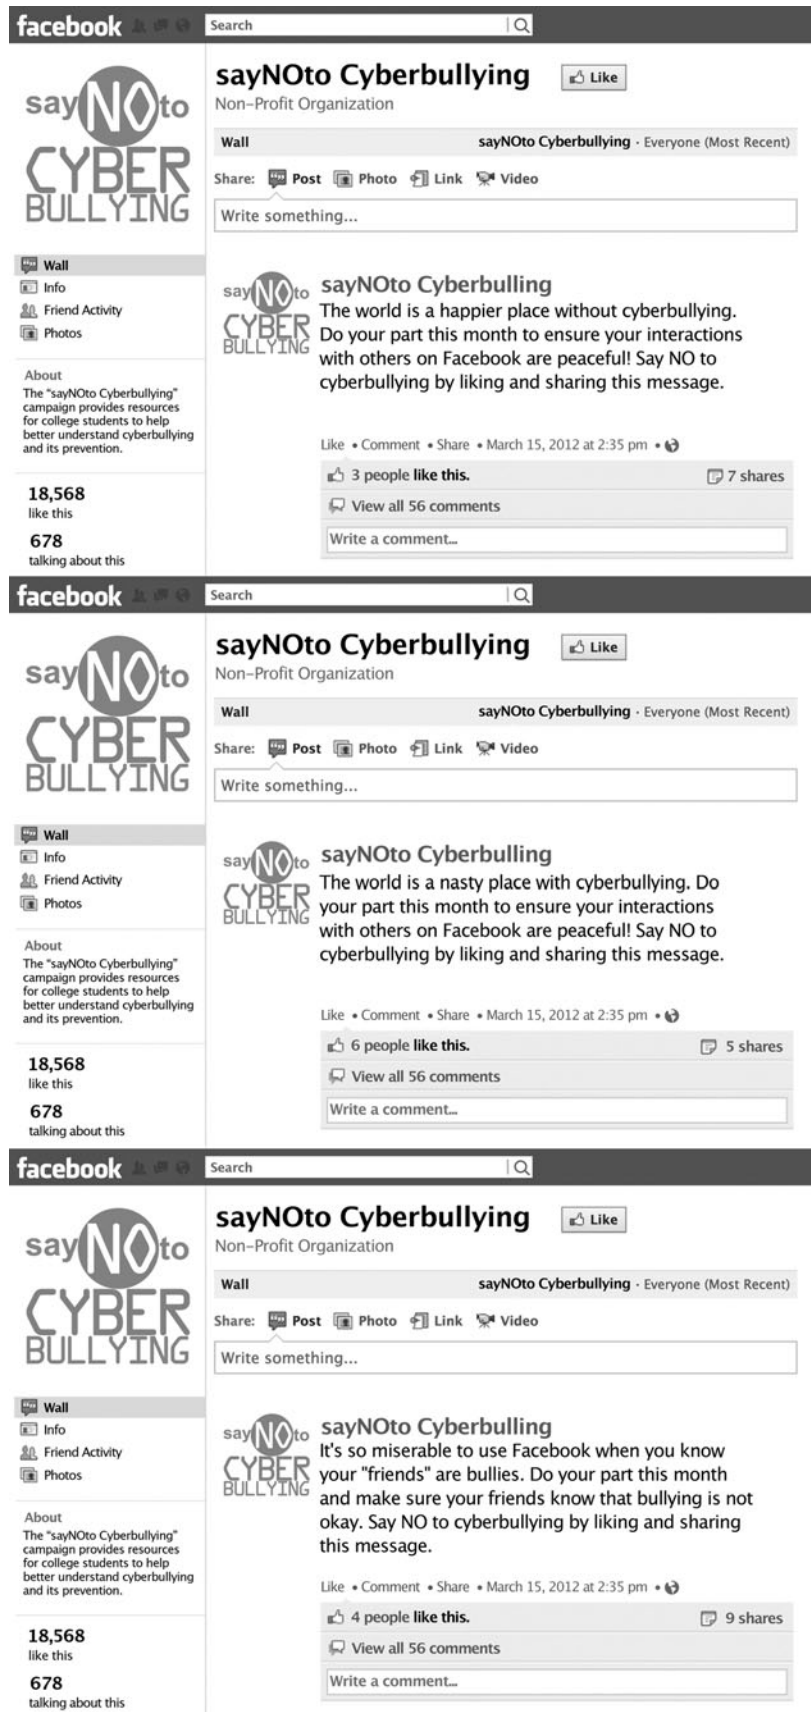 facebook Search
say NO to
CYBER
BULLYING
sayNOto Cyberbullying Like
Non-Profit Organization
Wall sayNOto Cyberbullying · Everyone (Most Recent)
Share: Post Photo Link Video
Write something...
Wall
Info
Friend Activity
Photos
About
The "sayNOto Cyberbullying"
campaign provides resources
for college students to help
better understand cyberbullying
and its prevention.
18,568
like this
678
talking about this
say NO to
CYBER
BULLYING
sayNOto Cyberbulling
The world is a happier place without cyberbullying.
Do your part this month to ensure your interactions
with others on Facebook are peaceful! Say NO to
cyberbullying by liking and sharing this message.
Like • Comment • Share • March 15, 2012 at 2:35 pm •
3 people like this. 7 shares
View all 56 comments
Write a comment...
facebook Search
say NO to
CYBER
BULLYING
sayNOto Cyberbullying Like
Non-Profit Organization
Wall sayNOto Cyberbullying · Everyone (Most Recent)
Share: Post Photo Link Video
Write something...
Wall
Info
Friend Activity
Photos
About
The "sayNOto Cyberbullying"
campaign provides resources
for college students to help
better understand cyberbullying
and its prevention.
18,568
like this
678
talking about this
say NO to
CYBER
BULLYING
sayNOto Cyberbulling
The world is a nasty place with cyberbullying. Do
your part this month to ensure your interactions
with others on Facebook are peaceful! Say NO to
cyberbullying by liking and sharing this message.
Like • Comment • Share • March 15, 2012 at 2:35 pm •
6 people like this. 5 shares
View all 56 comments
Write a comment...
facebook Search
say NO to
CYBER
BULLYING
sayNOto Cyberbullying Like
Non-Profit Organization
Wall sayNOto Cyberbullying · Everyone (Most Recent)
Share: Post Photo Link Video
Write something...
Wall
Info
Friend Activity
Photos
About
The "sayNOto Cyberbullying"
campaign provides resources
for college students to help
better understand cyberbullying
and its prevention.
18,568
like this
678
talking about this
say NO to
CYBER
BULLYING
sayNOto Cyberbulling
It's so miserable to use Facebook when you know
your "friends" are bullies. Do your part this month
and make sure your friends know that bullying is not
okay. Say NO to cyberbullying by liking and sharing
this message.
Like • Comment • Share • March 15, 2012 at 2:35 pm •
4 people like this. 9 shares
View all 56 comments
Write a comment...